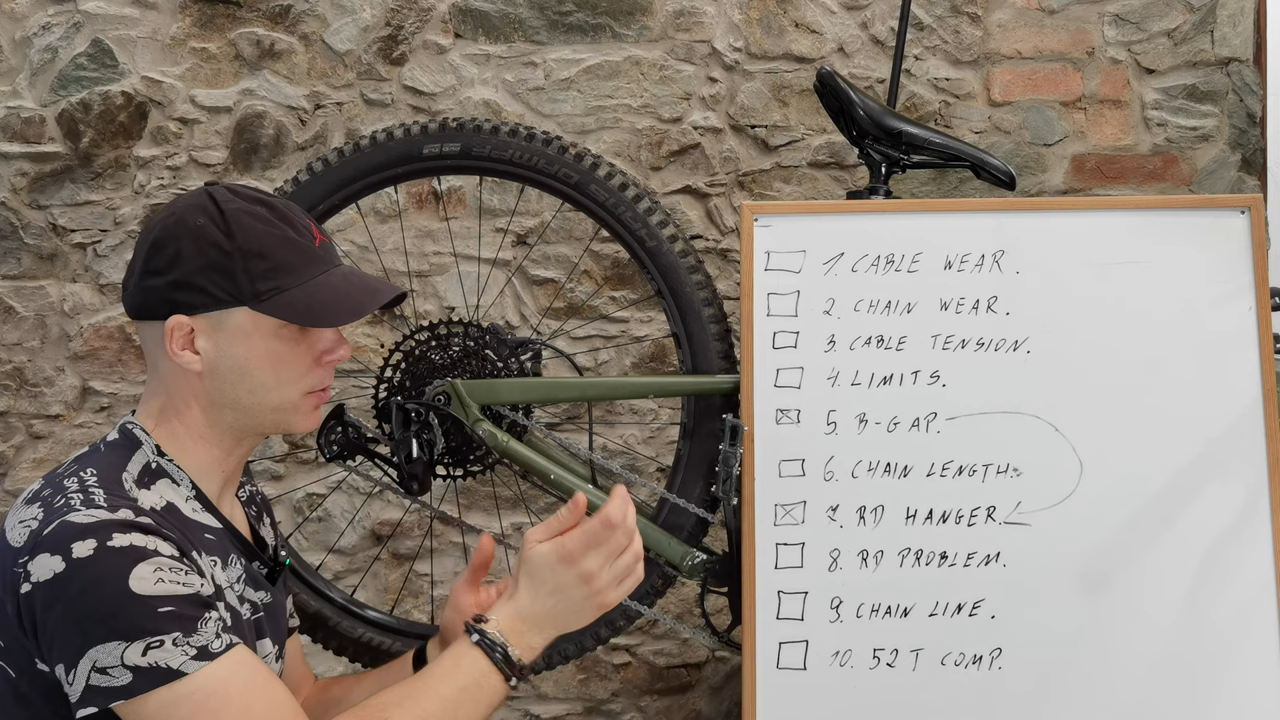 1. CABLE WEAR.
2. CHAIN WEAR.
3. CABLE TENSION.
4. LIMITS.
5. B-GAP.
6. CHAIN LENGTH.
7. RD HANGER.
8. RD PROBLEM.
9. CHAIN LINE.
10. 52T COMP.
P